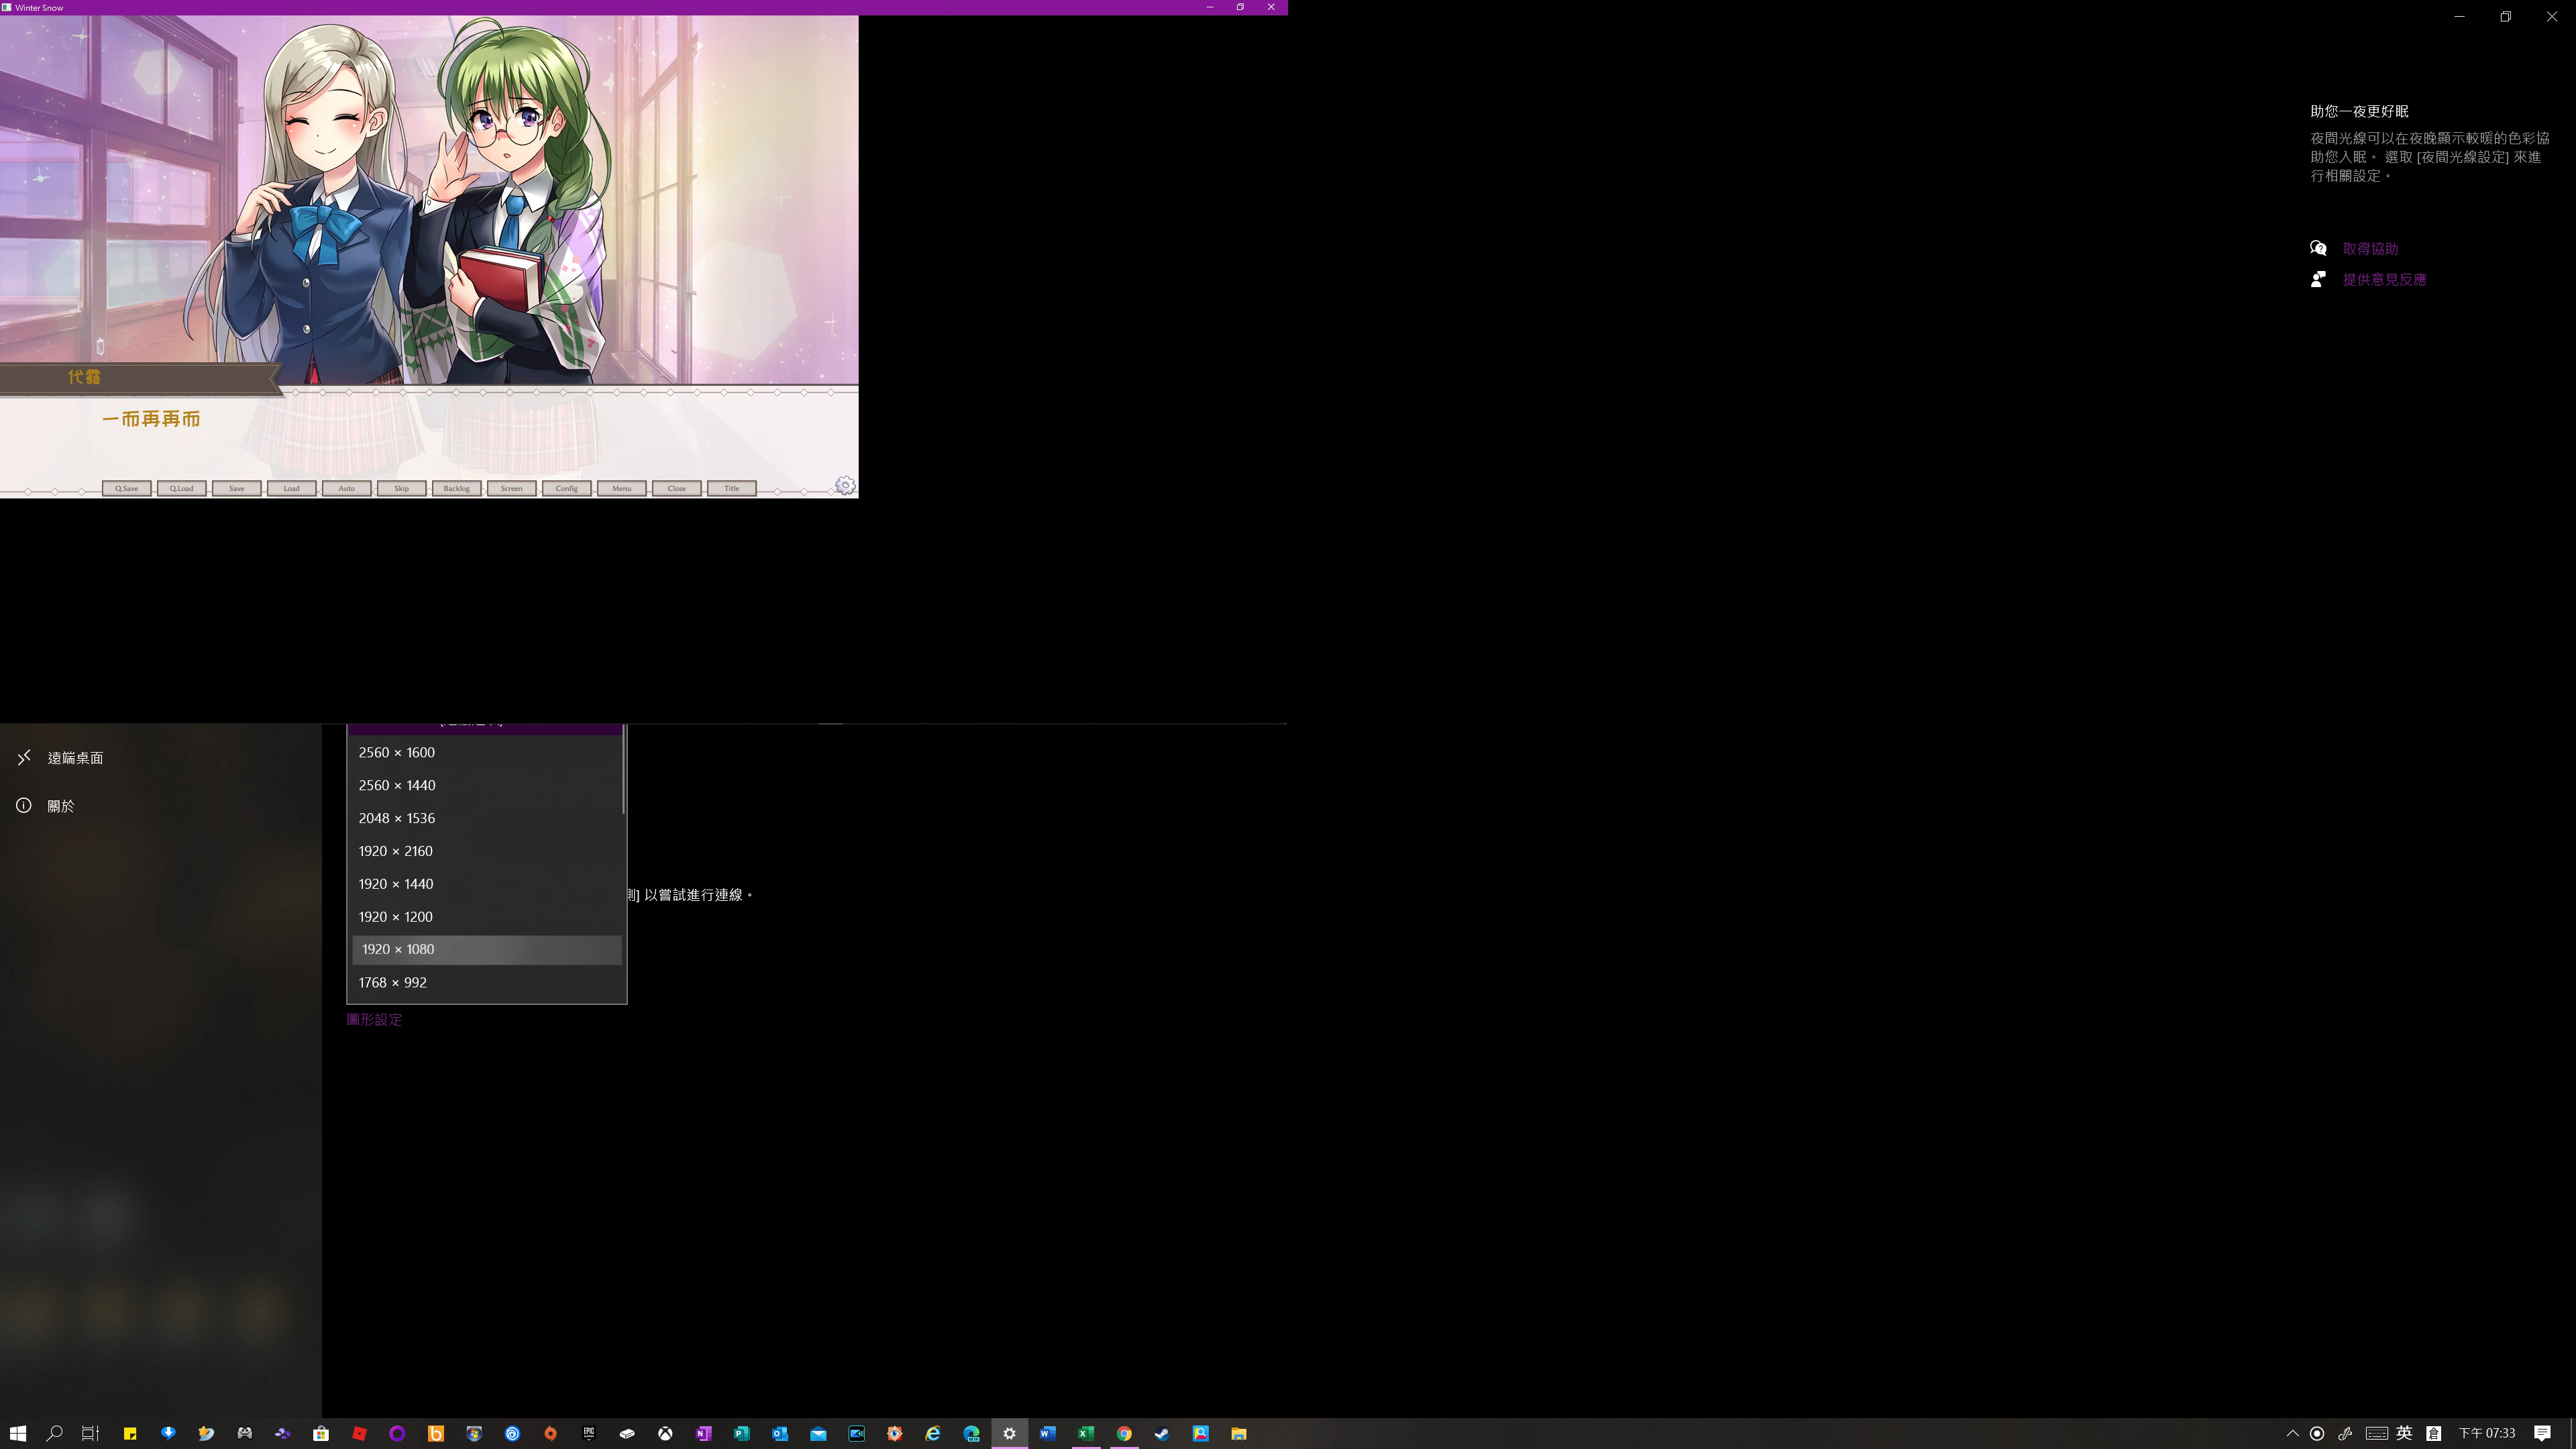 Winter Snow
代霧
一而再再而
Q.Save
Q.Load
Save
Load
Auto
Skip
Backlog
Screen
Config
Menu
Close
Title
助您一夜更好眠
夜間光線可以在夜晚顯示較暖的色彩協
助您入眠。 選取 [夜間光線設定] 來進
行相關設定。
取得協助
提供意見反應
遠端桌面
關於
2560 × 1600
2560 × 1440
2048 × 1536
1920 × 2160
1920 × 1440
1920 × 1200
1920 × 1080
1768 × 992
] 以嘗試進行連線。
圖形設定
英
倉
下午 07:33